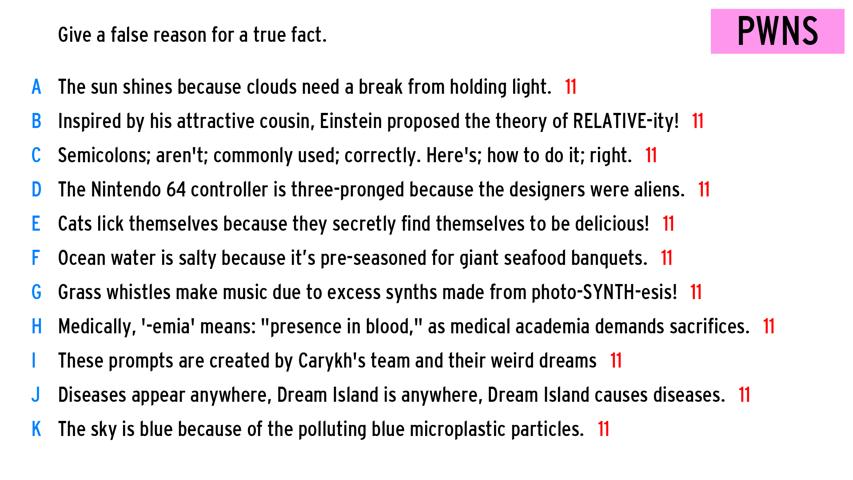 Give a false reason for a true fact.
PWNS
A The sun shines because clouds need a break from holding light. 11
B Inspired by his attractive cousin, Einstein proposed the theory of RELATIVE-ity! 11
C Semicolons; aren't; commonly used; correctly. Here's; how to do it; right. 11
D The Nintendo 64 controller is three-pronged because the designers were aliens. 11
E Cats lick themselves because they secretly find themselves to be delicious! 11
F Ocean water is salty because it’s pre-seasoned for giant seafood banquets. 11
G Grass whistles make music due to excess synths made from photo-SYNTH-esis! 11
H Medically, '-emia' means: "presence in blood," as medical academia demands sacrifices. 11
I These prompts are created by Carykh's team and their weird dreams 11
J Diseases appear anywhere, Dream Island is anywhere, Dream Island causes diseases. 11
K The sky is blue because of the polluting blue microplastic particles. 11